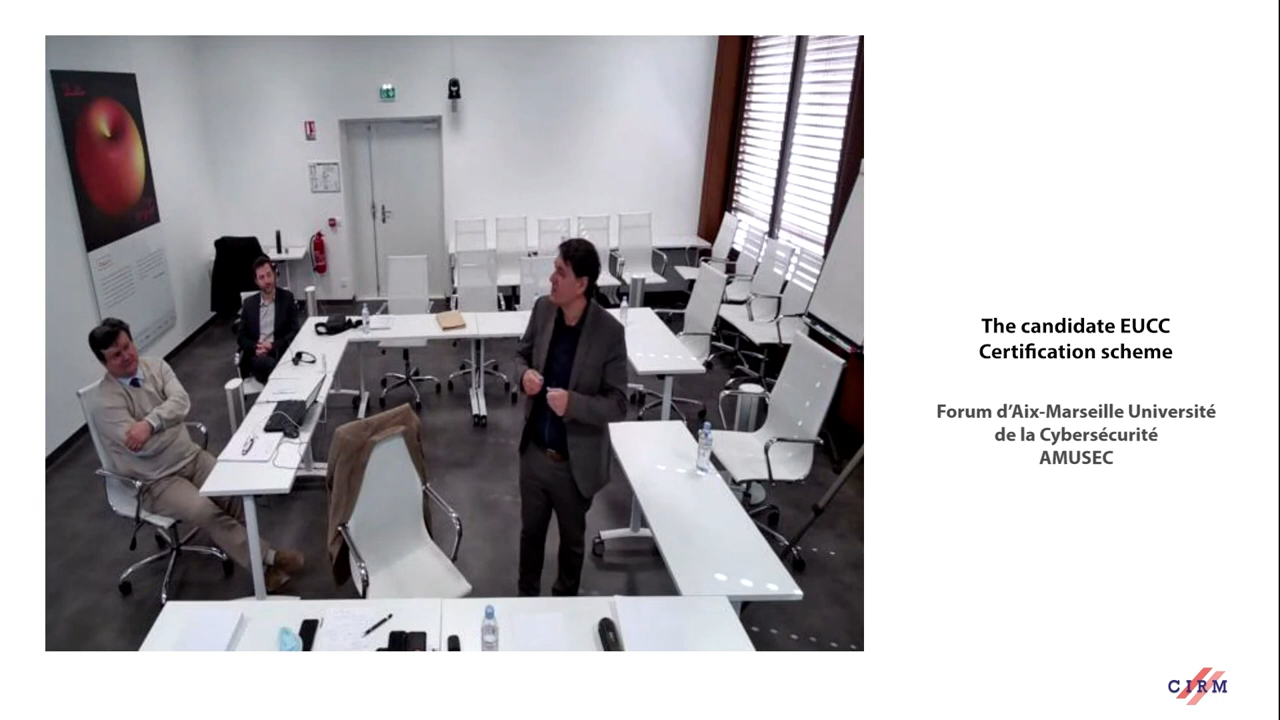 The candidate EUCC
Certification scheme
Forum d’Aix-Marseille Université
de la Cybersécurité
AMUSEC
CIRM